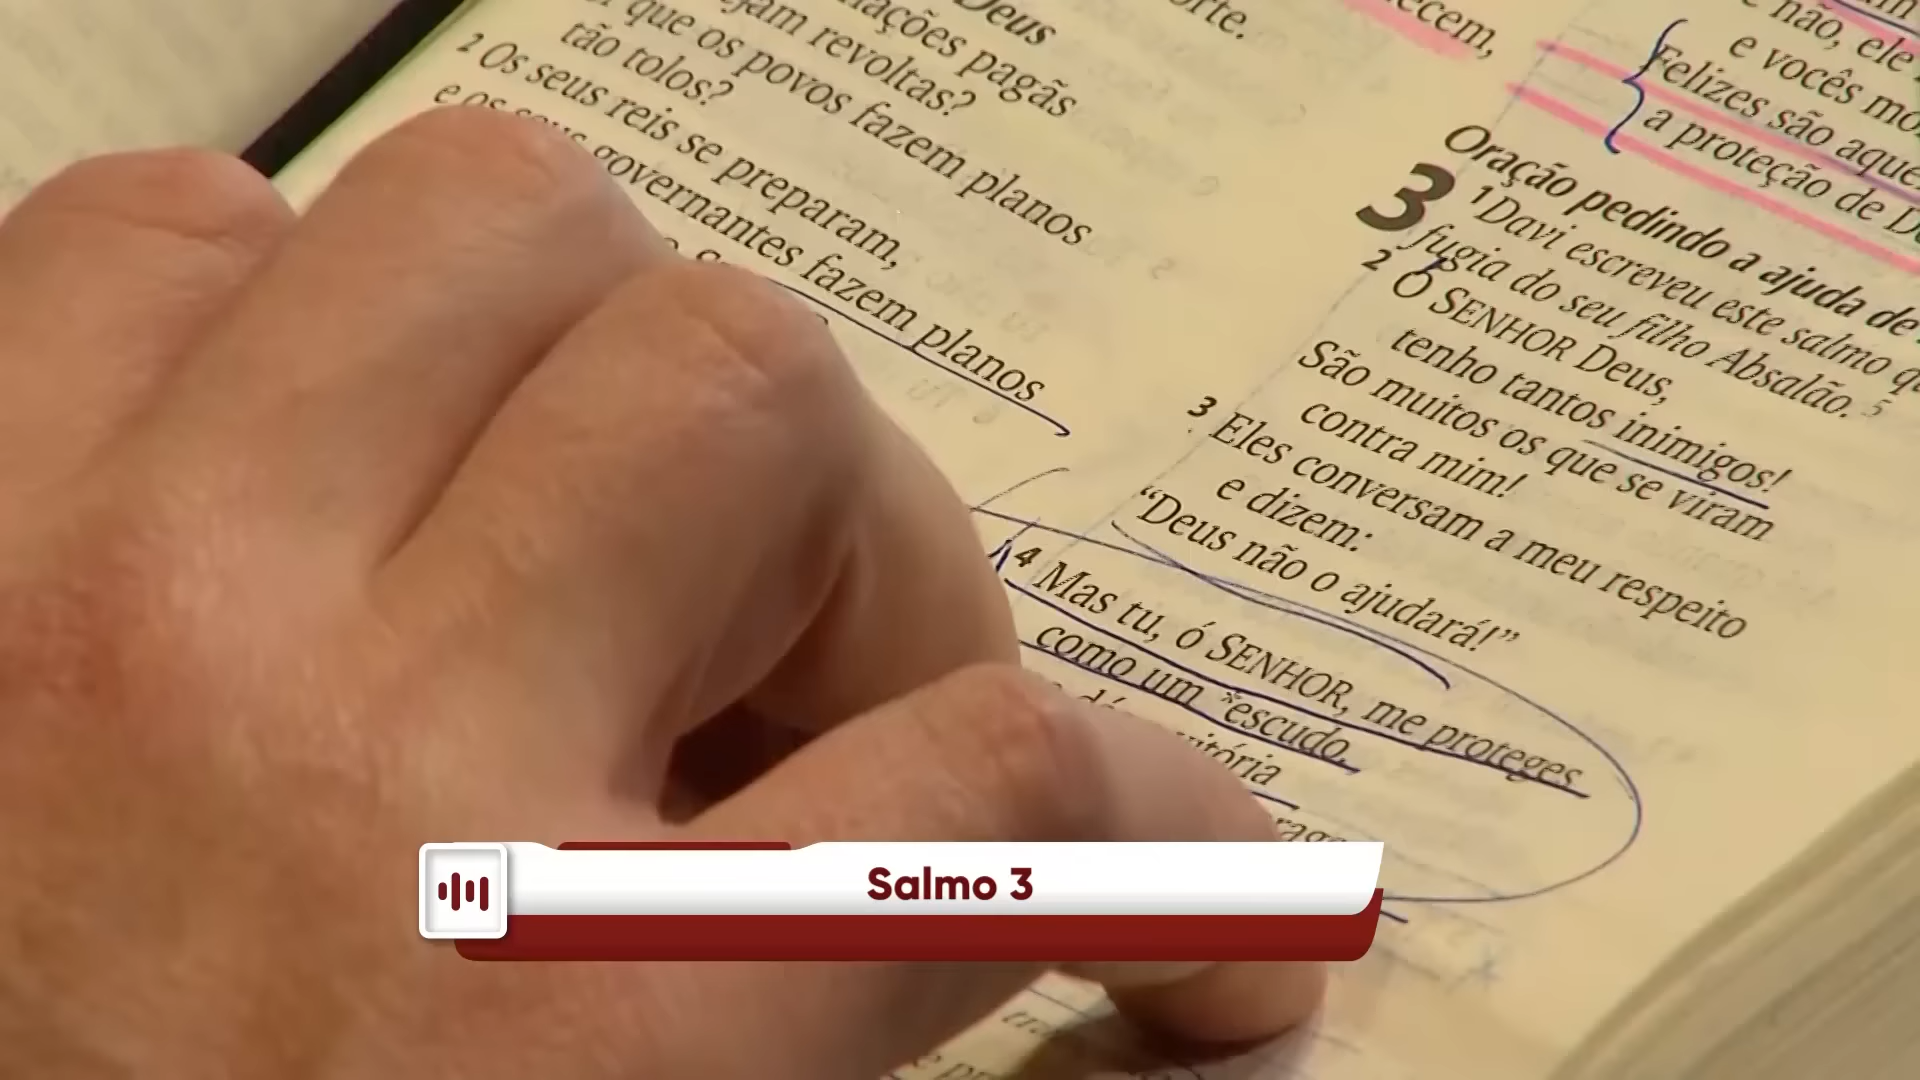 Deus
nações pagãs
revoltas?
que os povos fazem planos
tão tolos?
2 Os seus reis se preparam,
e os seus governantes fazem planos
e não, ele
e vocês
Felizes são
a proteção de
Oração pedindo a ajuda de
3 1 Davi escreveu este salmo
fugia do seu filho Absalão.
2 Ó SENHOR Deus,
tenho tantos inimigos!
São muitos os que se viram
contra mim!
3 Eles conversam a meu respeito
e dizem:
“Deus não o ajudará!”
4 Mas tu, ó SENHOR, me proteges
como um *escudo.
vitória
Salmo 3